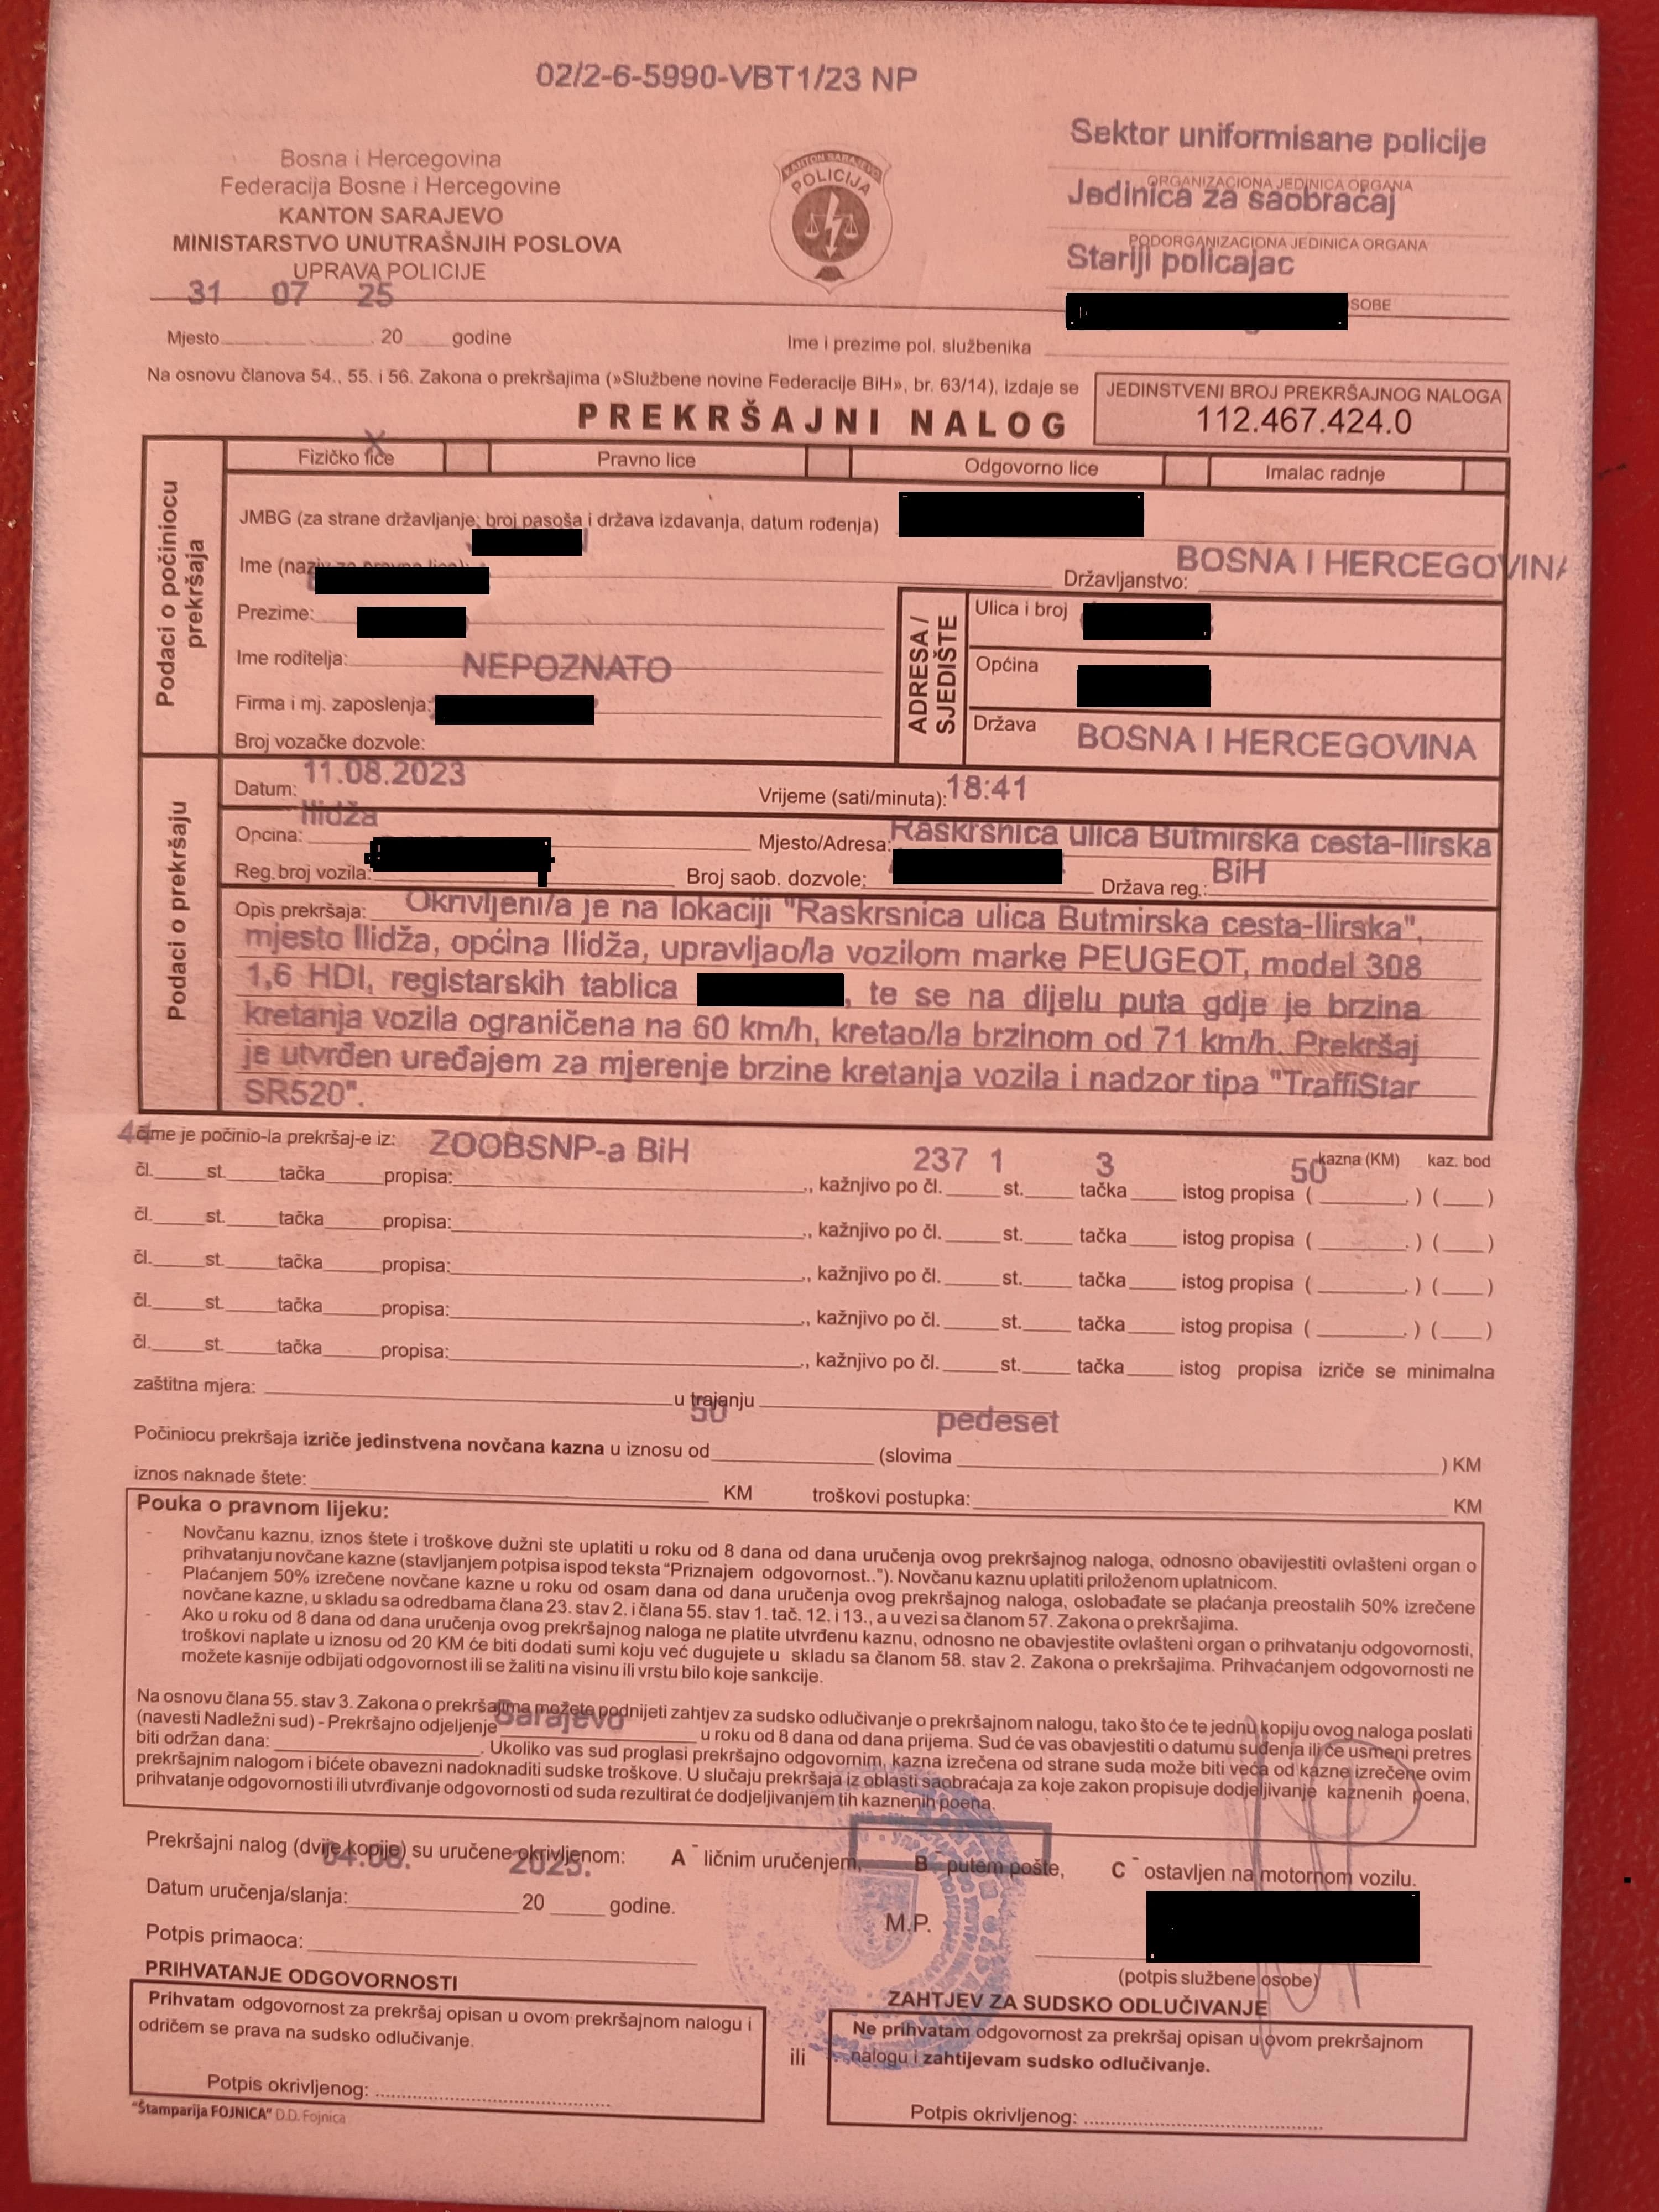 02/2-6-5990-VBT1/23 NP
Bosna i Hercegovina
Federacija Bosne i Hercegovine
KANTON SARAJEVO
MINISTARSTVO UNUTRAŠNJIH POSLOVA
UPRAVA POLICIJE
31 07 25
Mjesto 20 godine
KANTON SARAJEVO
POLICIJA
Sektor uniformisane policije
ORGANIZACIONA JEDINICA ORGANA
Jedinica za saobraćaj
PODORGANIZACIONA JEDINICA ORGANA
Stariji policajac
OSOBE
Ime i prezime pol. službenika
Na osnovu članova 54., 55. i 56. Zakona o prekršajima (»Službene novine Federacije BiH», br. 63/14), izdaje se
PREKRŠAJNI NALOG
JEDINSTVENI BROJ PREKRŠAJNOG NALOGA
112.467.424.0
Podaci o počiniocu prekršaja
X
Fizičko lice Pravno lice Odgovorno lice Imalac radnje
JMBG (za strane državljanje: broj pasoša i država izdavanja, datum rođenja)
Ime (naziv za pravno lice):
Državljanstvo: BOSNA I HERCEGOVINA
Prezime:
Ime roditelja: NEPOZNATO
Firma i mj. zaposlenja:
Broj vozačke dozvole:
ADRESA / SJEDIŠTE
Ulica i broj
Općina
Država BOSNA I HERCEGOVINA
Podaci o prekršaju
Datum: 11.08.2023 Vrijeme (sati/minuta): 18:41
Općina: Ilidža Mjesto/Adresa: Raskrsnica ulica Butmirska cesta-Ilirska
Reg. broj vozila: Broj saob. dozvole: Država reg.: BiH
Opis prekršaja: Okrivljeni/a je na lokaciji "Raskrsnica ulica Butmirska cesta-Ilirska",
mjesto Ilidža, općina Ilidža, upravljao/la vozilom marke PEUGEOT, model 308
1,6 HDI, registarskih tablica , te se na dijelu puta gdje je brzina
kretanja vozila ograničena na 60 km/h, kretao/la brzinom od 71 km/h. Prekršaj
je utvrđen uređajem za mjerenje brzine kretanja vozila i nadzor tipa "TraffiStar
SR520".
44 čime je počinio-la prekršaj-e iz: ZOOBSNP-a BiH 237 1 3 50 kazna (KM) kaz. bod
čl. st. tačka propisa: , kažnjivo po čl. st. tačka istog propisa ( ) ( )
čl. st. tačka propisa: , kažnjivo po čl. st. tačka istog propisa ( ) ( )
čl. st. tačka propisa: , kažnjivo po čl. st. tačka istog propisa ( ) ( )
čl. st. tačka propisa: , kažnjivo po čl. st. tačka istog propisa ( ) ( )
čl. st. tačka propisa: , kažnjivo po čl. st. tačka istog propisa izriče se minimalna
zaštitna mjera: u trajanju
Počiniocu prekršaja izriče jedinstvena novčana kazna u iznosu od 50 (slovima pedeset ) KM
iznos naknade štete: KM troškovi postupka: KM
Pouka o pravnom lijeku:
- Novčanu kaznu, iznos štete i troškove dužni ste uplatiti u roku od 8 dana od dana uručenja ovog prekršajnog naloga, odnosno obavijestiti ovlašteni organ o
prihvatanju novčane kazne (stavljanjem potpisa ispod teksta "Priznajem odgovornost.."). Novčanu kaznu uplatiti priloženom uplatnicom.
- Plaćanjem 50% izrečene novčane kazne u roku od osam dana od dana uručenja ovog prekršajnog naloga, oslobađate se plaćanja preostalih 50% izrečene
novčane kazne, u skladu sa odredbama člana 23. stav 2. i člana 55. stav 1. tač. 12. i 13., a u vezi sa članom 57. Zakona o prekršajima.
- Ako u roku od 8 dana od dana uručenja ovog prekršajnog naloga ne platite utvrđenu kaznu, odnosno ne obavjestite ovlašteni organ o prihvatanju odgovornosti,
troškovi naplate u iznosu od 20 KM će biti dodati sumi koju već dugujete u skladu sa članom 58. stav 2. Zakona o prekršajima. Prihvaćanjem odgovornosti ne
možete kasnije odbijati odgovornost ili se žaliti na visinu ili vrstu bilo koje sankcije.
Na osnovu člana 55. stav 3. Zakona o prekršajima možete podnijeti zahtjev za sudsko odlučivanje o prekršajnom nalogu, tako što će te jednu kopiju ovog naloga poslati
(navesti Nadležni sud) - Prekršajno odjeljenje Sarajevo u roku od 8 dana od dana prijema. Sud će vas obavjestiti o datumu suđenja ili će usmeni pretres
biti održan dana: . Ukoliko vas sud proglasi prekršajno odgovornim, kazna izrečena od strane suda može biti veća od kazne izrečene ovim
prekršajnim nalogom i bićete obavezni nadoknaditi sudske troškove. U slučaju prekršaja iz oblasti saobraćaja za koje zakon propisuje dodjeljivanje kaznenih poena,
prihvatanje odgovornosti ili utvrđivanje odgovornosti od suda rezultirat će dodjeljivanjem tih kaznenih poena.
Prekršajni nalog (dvije kopije) su uručene okrivljenom: A - ličnim uručenjem, B - putem pošte, C - ostavljen na motornom vozilu.
04.08. 2025.
Datum uručenja/slanja: 20 godine.
M.P.
Potpis primaoca:
(potpis službene osobe)
PRIHVATANJE ODGOVORNOSTI
Prihvatam odgovornost za prekršaj opisan u ovom prekršajnom nalogu i
odričem se prava na sudsko odlučivanje.
Potpis okrivljenog:
ili
ZAHTJEV ZA SUDSKO ODLUČIVANJE
Ne prihvatam odgovornost za prekršaj opisan u ovom prekršajnom
nalogu i zahtijevam sudsko odlučivanje.
Potpis okrivljenog:
"Štamparija FOJNICA" D.D. Fojnica